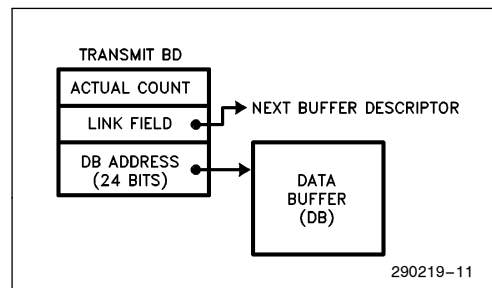 TRANSMIT BD
ACTUAL COUNT
LINK FIELD
NEXT BUFFER DESCRIPTOR
DB ADDRESS
(24 BITS)
DATA
BUFFER
(DB)
290219–11